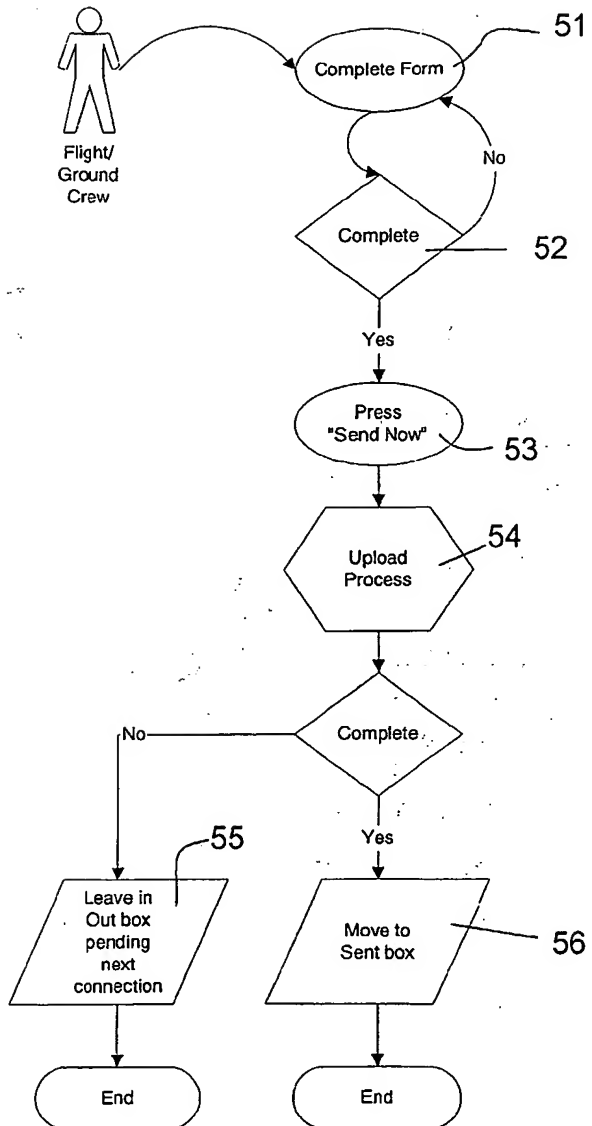 51
Complete Form
Flight/
Ground
Crew
No
Complete
52
Yes
Press
"Send Now"
53
54
Upload
Process
Complete
No
Yes
55
Leave in
Out box
pending
next
connection
Move to
Sent box
56
End
End